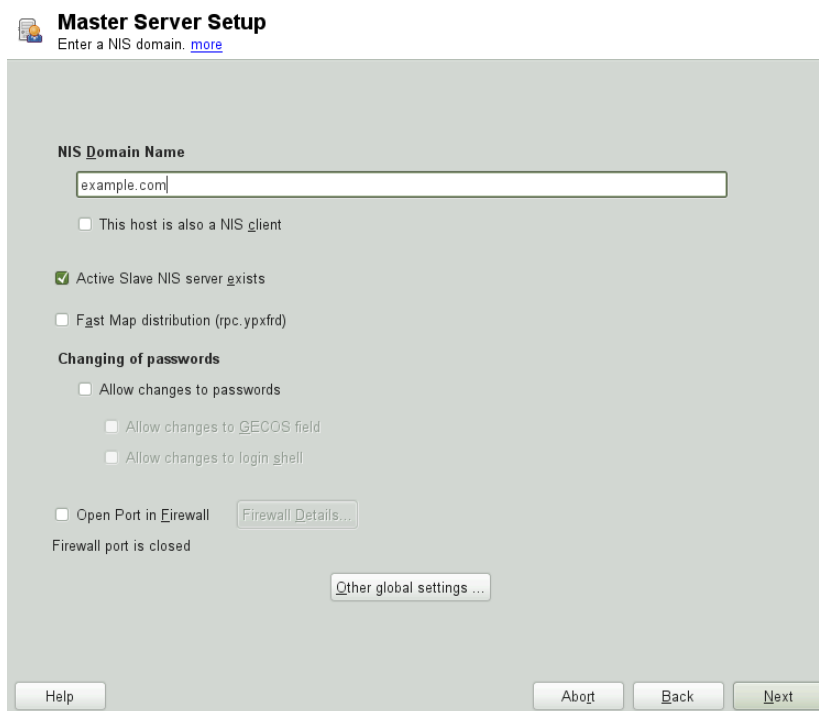 Master Server Setup
Enter a NIS domain. more
NIS Domain Name
example.com
This host is also a NIS client
Active Slave NIS server exists
Fast Map distribution (rpc.ypxfrd)
Changing of passwords
Allow changes to passwords
Allow changes to GECOS field
Allow changes to login shell
Open Port in Firewall Firewall Details...
Firewall port is closed
Other global settings ...
Help Abort Back Next